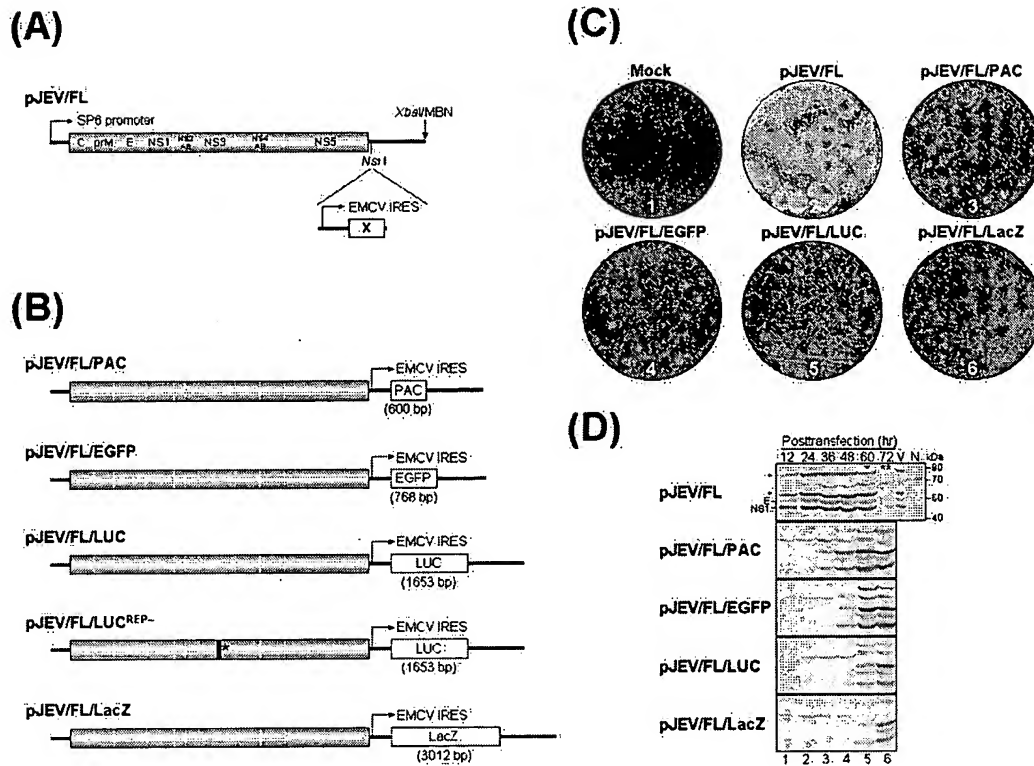 (A)
pJEV/FL
SP6 promoter
XbaI/MBN
C prM E NS1 NS2 AB NS3 NS4 AB NS5
NsiI
EMCV IRES
X
(B)
pJEV/FL/PAC
EMCV IRES
PAC
(600 bp)
pJEV/FL/EGFP
EMCV IRES
EGFP
(768 bp)
pJEV/FL/LUC
EMCV IRES
LUC
(1653 bp)
pJEV/FL/LUCREP–
*
EMCV IRES
LUC
(1653 bp)
pJEV/FL/LacZ
EMCV IRES
LacZ
(3012 bp)
(C)
Mock pJEV/FL pJEV/FL/PAC
1 3
pJEV/FL/EGFP pJEV/FL/LUC pJEV/FL/LacZ
4 5 6
(D)
Posttransfection (hr)
12 24 36 48 60 72 V N kDa
* **
90
70
pJEV/FL
E
50
NS1
40
pJEV/FL/PAC
pJEV/FL/EGFP
pJEV/FL/LUC
pJEV/FL/LacZ
1 2 3 4 5 6